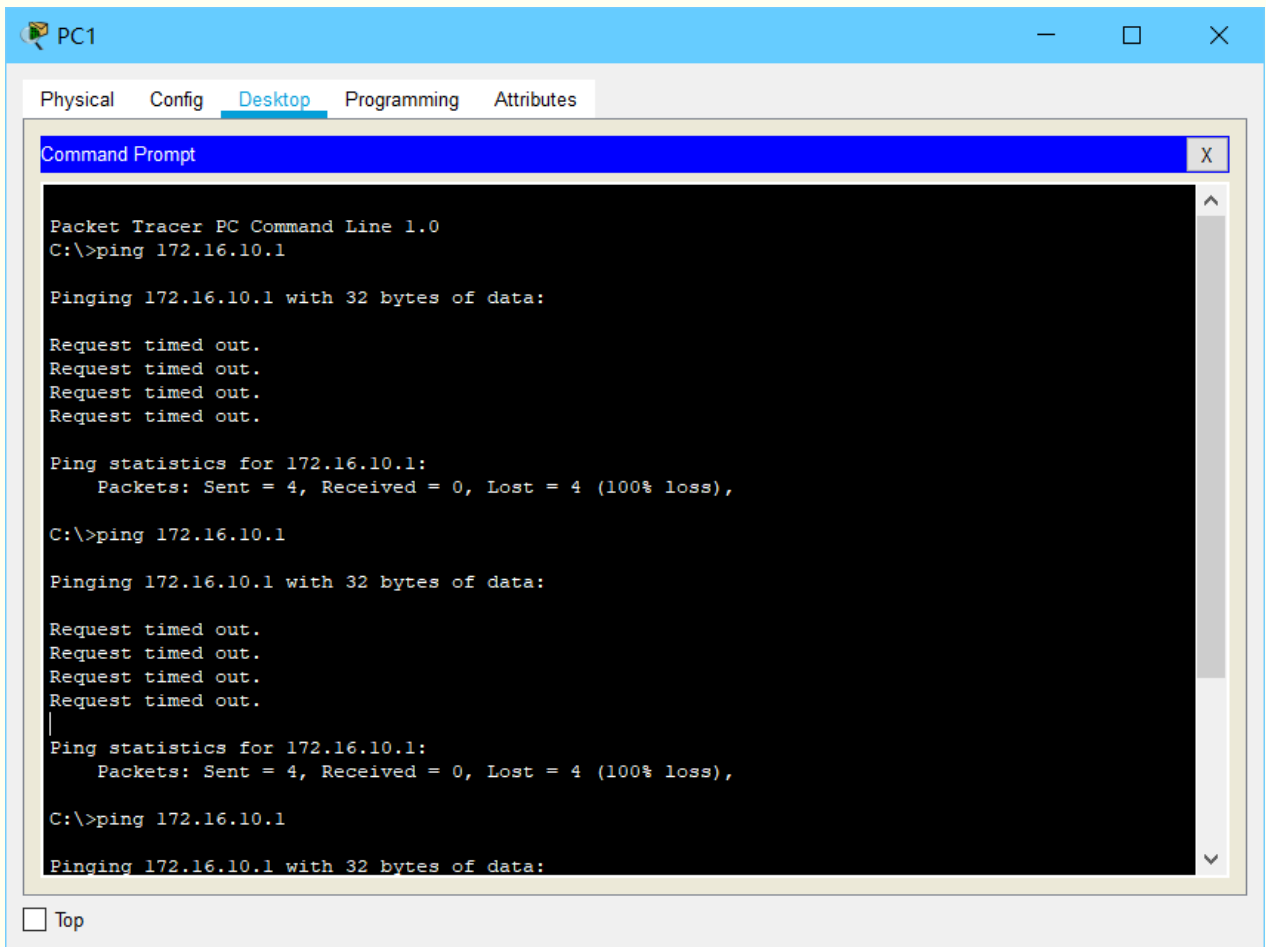 PC1
Physical Config Desktop Programming Attributes
Command Prompt
X
Packet Tracer PC Command Line 1.0
C:\>ping 172.16.10.1
Pinging 172.16.10.1 with 32 bytes of data:
Request timed out.
Request timed out.
Request timed out.
Request timed out.
Ping statistics for 172.16.10.1:
Packets: Sent = 4, Received = 0, Lost = 4 (100% loss),
C:\>ping 172.16.10.1
Pinging 172.16.10.1 with 32 bytes of data:
Request timed out.
Request timed out.
Request timed out.
Request timed out.
Ping statistics for 172.16.10.1:
Packets: Sent = 4, Received = 0, Lost = 4 (100% loss),
C:\>ping 172.16.10.1
Pinging 172.16.10.1 with 32 bytes of data:
Top